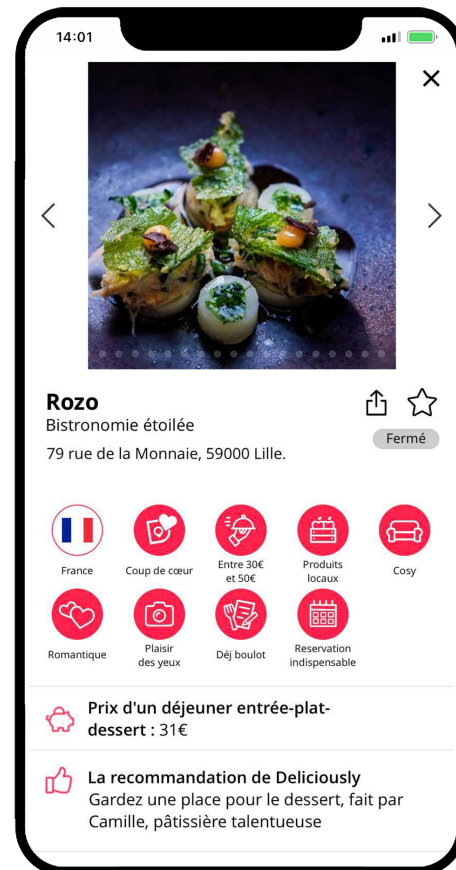 14:01
Rozo
Bistronomie étoilée
Fermé
79 rue de la Monnaie, 59000 Lille.
France
Coup de cœur
Entre 30€
et 50€
Produits
locaux
Cosy
Romantique
Plaisir
des yeux
Déj boulot
Reservation
indispensable
Prix d'un déjeuner entrée-plat-
dessert : 31€
La recommandation de Deliciously
Gardez une place pour le dessert, fait par
Camille, pâtissière talentueuse